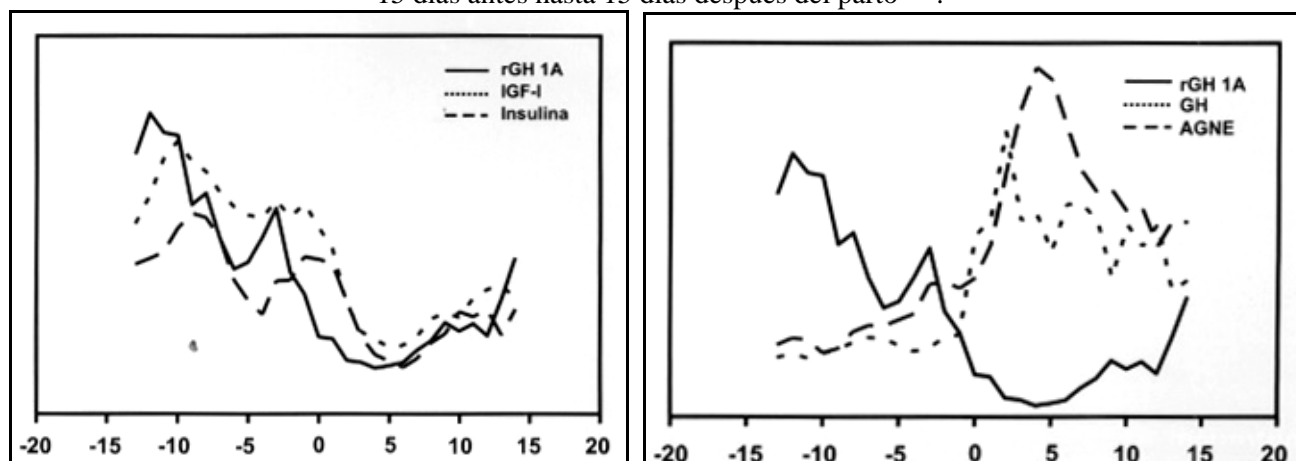 15 días antes hasta 15 días después del parto
rGH 1A
IGF-I
Insulina
-20 -15 -10 -5 0 5 10 15 20
rGH 1A
GH
AGNE
-20 -15 -10 -5 0 5 10 15 20